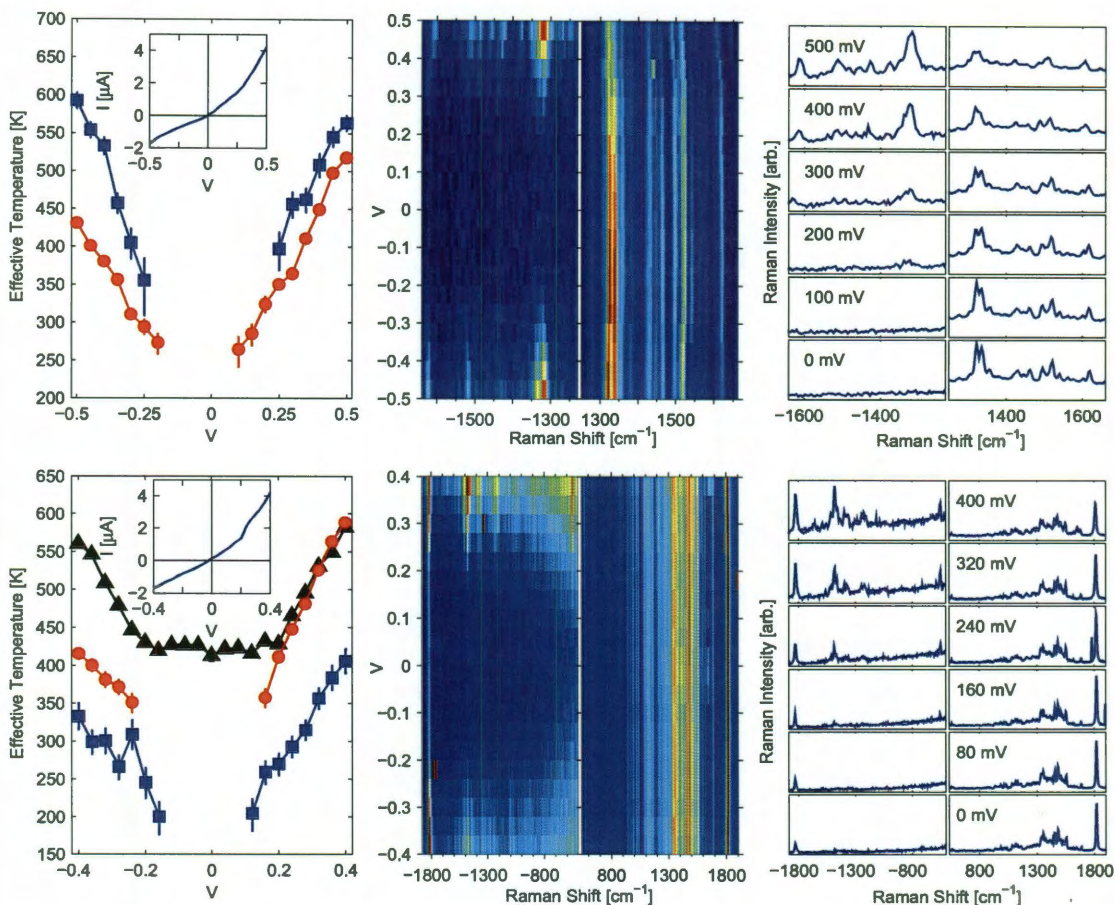 700
650
600
550
500
450
400
350
300
250
200
Effective Temperature [K]
−0.5 −0.25 0 0.25 0.5
V
4
2
0
−2
I [µA]
−0.5 0 0.5
V
0.5
0.4
0.3
0.2
0.1
0
−0.1
−0.2
−0.3
−0.4
−0.5
V
−1500 −1300 1300 1500
Raman Shift [cm⁻¹]
Raman Intensity [arb.]
500 mV
400 mV
300 mV
200 mV
100 mV
0 mV
−1600 −1400 1400 1600
Raman Shift [cm⁻¹]
650
600
550
500
450
400
350
300
250
200
150
Effective Temperature [K]
−0.4 −0.2 0 0.2 0.4
V
4
2
0
−2
I [µA]
−0.4 0 0.4
V
0.4
0.3
0.2
0.1
0
−0.1
−0.2
−0.3
−0.4
V
−1800 −1300 −800 800 1300 1800
Raman Shift [cm⁻¹]
Raman Intensity [arb.]
400 mV
320 mV
240 mV
160 mV
80 mV
0 mV
−1800 −1300 −800 800 1300 1800
Raman Shift [cm⁻¹]